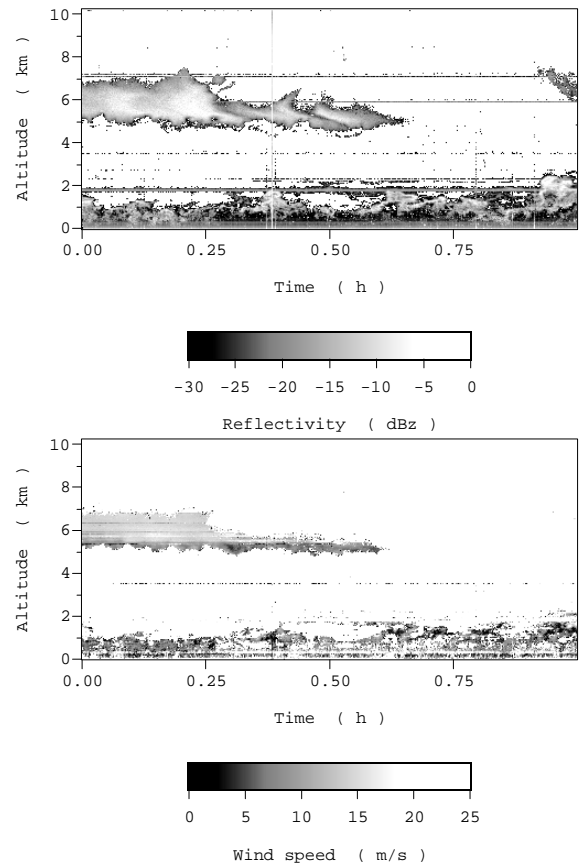 10
8
6
4
2
0
Altitude ( km )
0.00 0.25 0.50 0.75
Time ( h )
-30 -25 -20 -15 -10 -5 0
Reflectivity ( dBz )
10
8
6
4
2
0
Altitude ( km )
0.00 0.25 0.50 0.75
Time ( h )
0 5 10 15 20 25
Wind speed ( m/s )